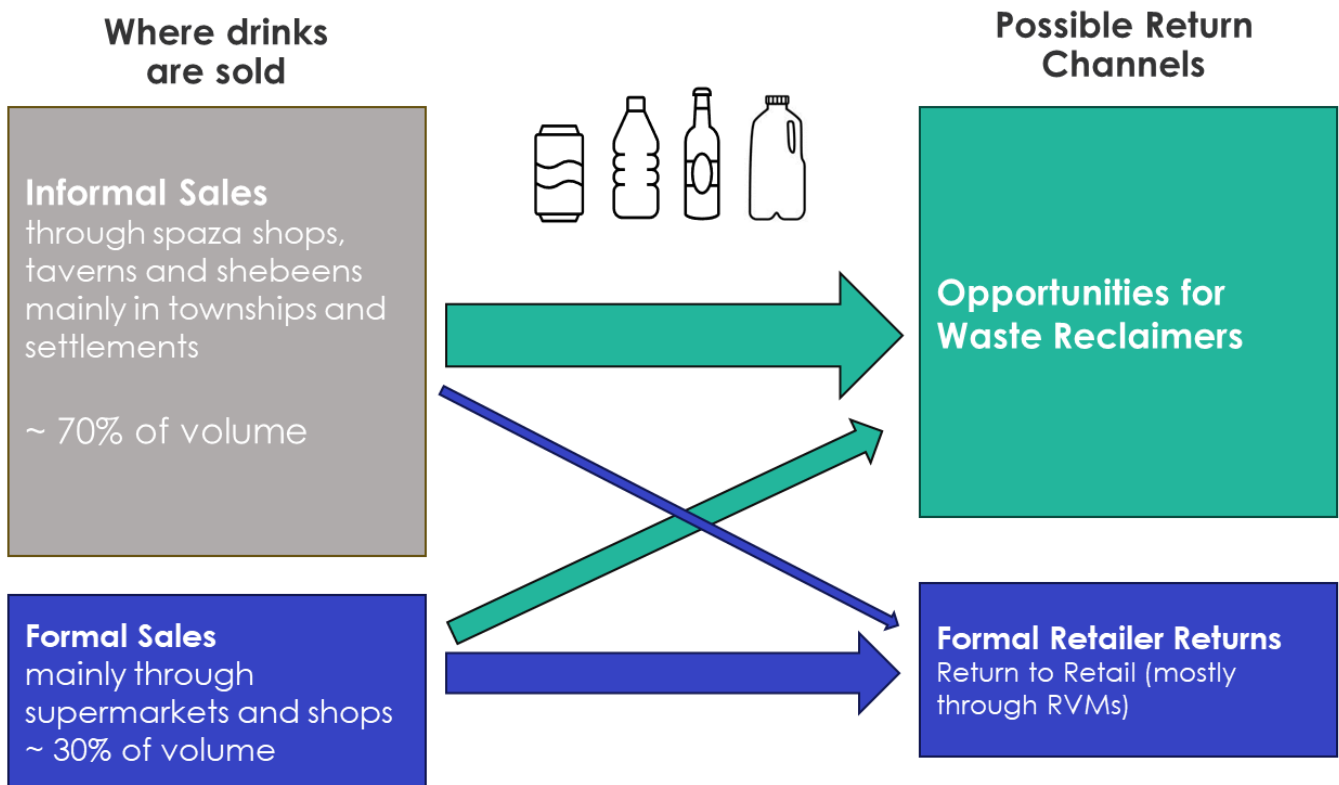 Where drinks
are sold
Possible Return
Channels
Informal Sales
through spaza shops,
taverns and shebeens
mainly in townships and
settlements
~ 70% of volume
Opportunities for
Waste Reclaimers
Formal Sales
mainly through
supermarkets and shops
~ 30% of volume
Formal Retailer Returns
Return to Retail (mostly
through RVMs)